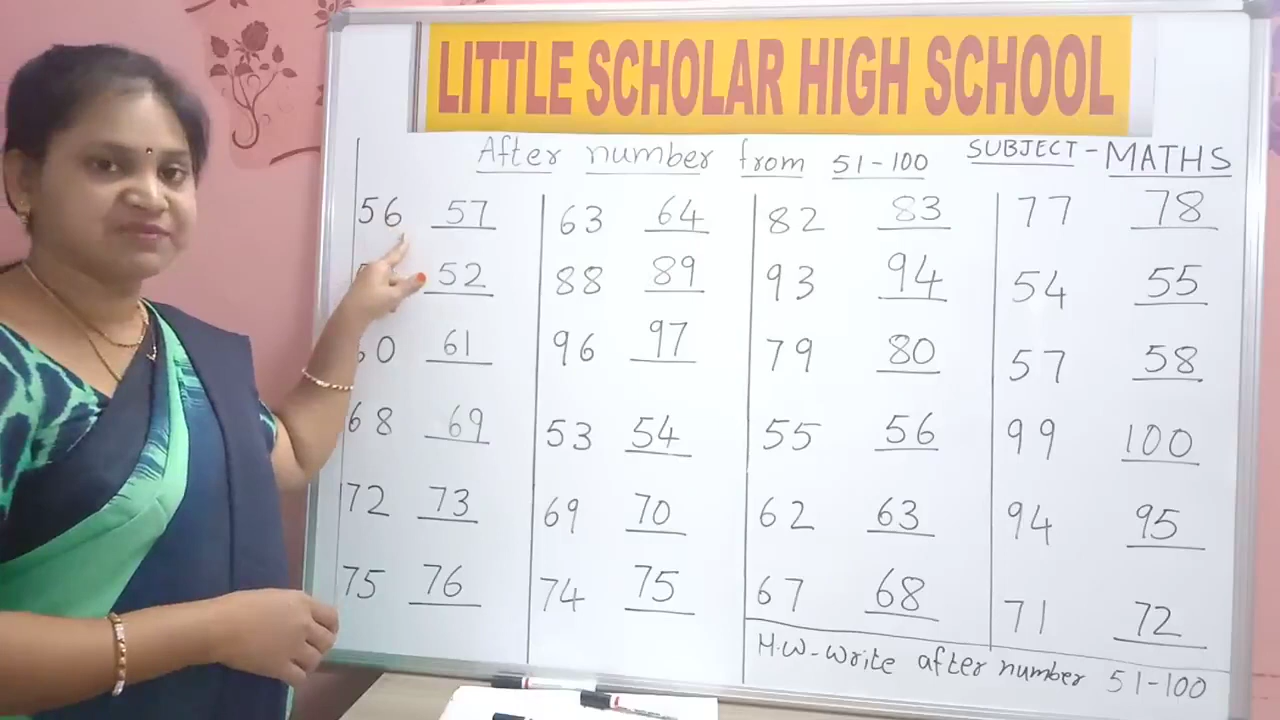 LITTLE SCHOLAR HIGH SCHOOL
After number from 51-100 SUBJECT - MATHS
56 57 63 64 82 83 77 78
52 88 89 93 94 54 55
0 61 96 97 79 80 57 58
68 69 53 54 55 56 99 100
72 73 69 70 62 63 94 95
75 76 74 75 67 68 71 72
H.W-Write after number 51-100